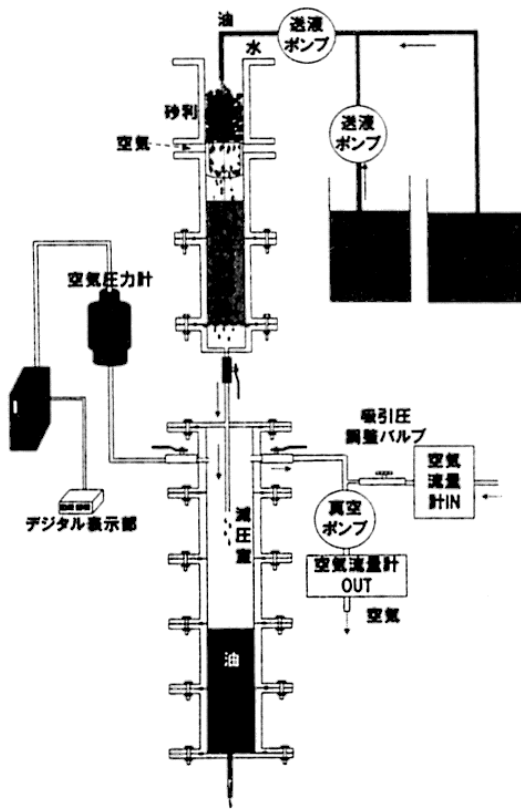 油
送液
ポンプ
水
砂利
送液
ポンプ
空気
空気圧力計
吸引圧
調整バルブ
空気
流量
計IN
減
圧
室
真空
ポンプ
デジタル表示部
空気流量計
OUT
空気
油